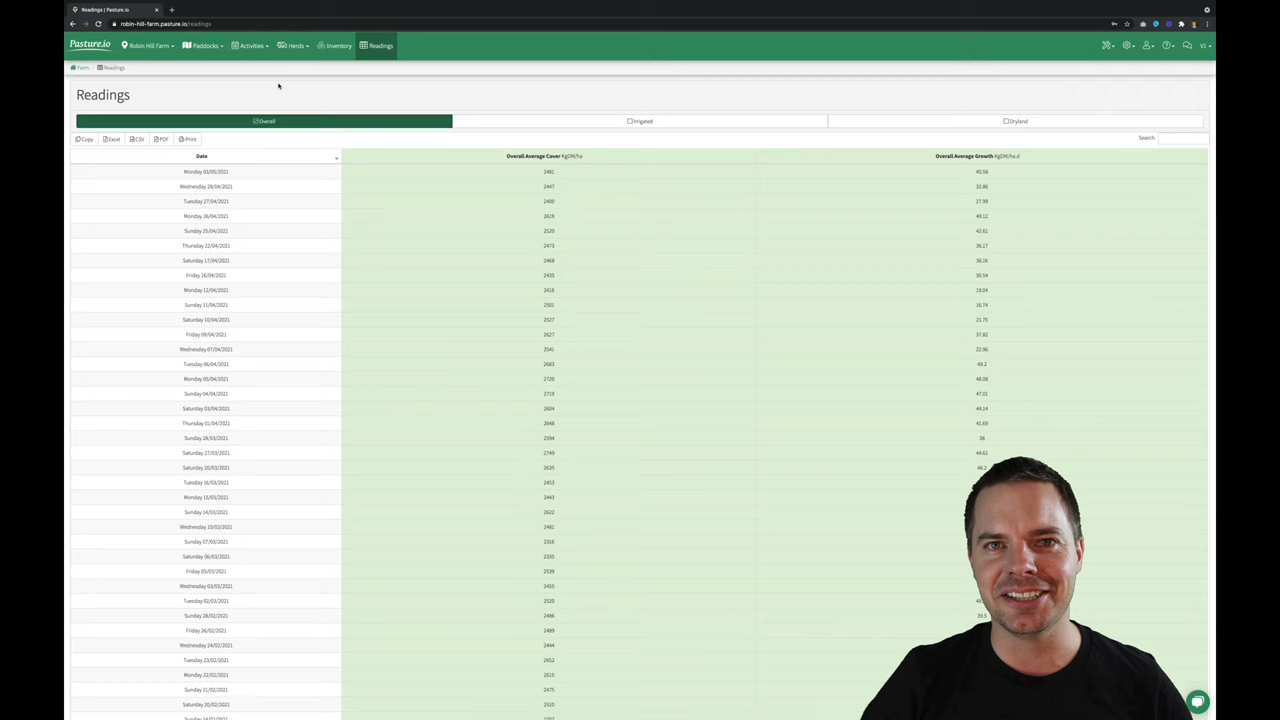 Readings | Pasture.io
robin-hill-farm.pasture.io/readings
Pasture.io Robin Hill Farm Paddocks Activities Herds Inventory Readings V1
Farm / Readings
Readings
Overall Irrigated Dryland
Copy Excel CSV PDF Print Search:
Date Overall Average Cover KgDM/ha Overall Average Growth KgDM/ha.d
Monday 03/05/2021 2481 40.58
Wednesday 28/04/2021 2447 32.86
Tuesday 27/04/2021 2400 27.99
Monday 26/04/2021 2619 49.12
Sunday 25/04/2021 2520 42.61
Thursday 22/04/2021 2473 36.17
Saturday 17/04/2021 2468 36.16
Friday 16/04/2021 2435 30.54
Monday 12/04/2021 2418 19.04
Sunday 11/04/2021 2501 16.74
Saturday 10/04/2021 2527 21.75
Friday 09/04/2021 2627 37.82
Wednesday 07/04/2021 2541 22.96
Tuesday 06/04/2021 2683 49.2
Monday 05/04/2021 2720 48.08
Sunday 04/04/2021 2719 47.01
Saturday 03/04/2021 2604 44.14
Thursday 01/04/2021 2648 41.69
Sunday 28/03/2021 2594 38
Saturday 27/03/2021 2749 44.61
Saturday 20/03/2021 2635 48.2
Tuesday 16/03/2021 2453
Monday 15/03/2021 2443
Sunday 14/03/2021 2622
Wednesday 10/03/2021 2481
Sunday 07/03/2021 2316
Saturday 06/03/2021 2335
Friday 05/03/2021 2539
Wednesday 03/03/2021 2455
Tuesday 02/03/2021 2520
Sunday 28/02/2021 2486 39.5
Friday 26/02/2021 2489
Wednesday 24/02/2021 2444
Tuesday 23/02/2021 2652
Monday 22/02/2021 2615
Sunday 21/02/2021 2475
Saturday 20/02/2021 2510